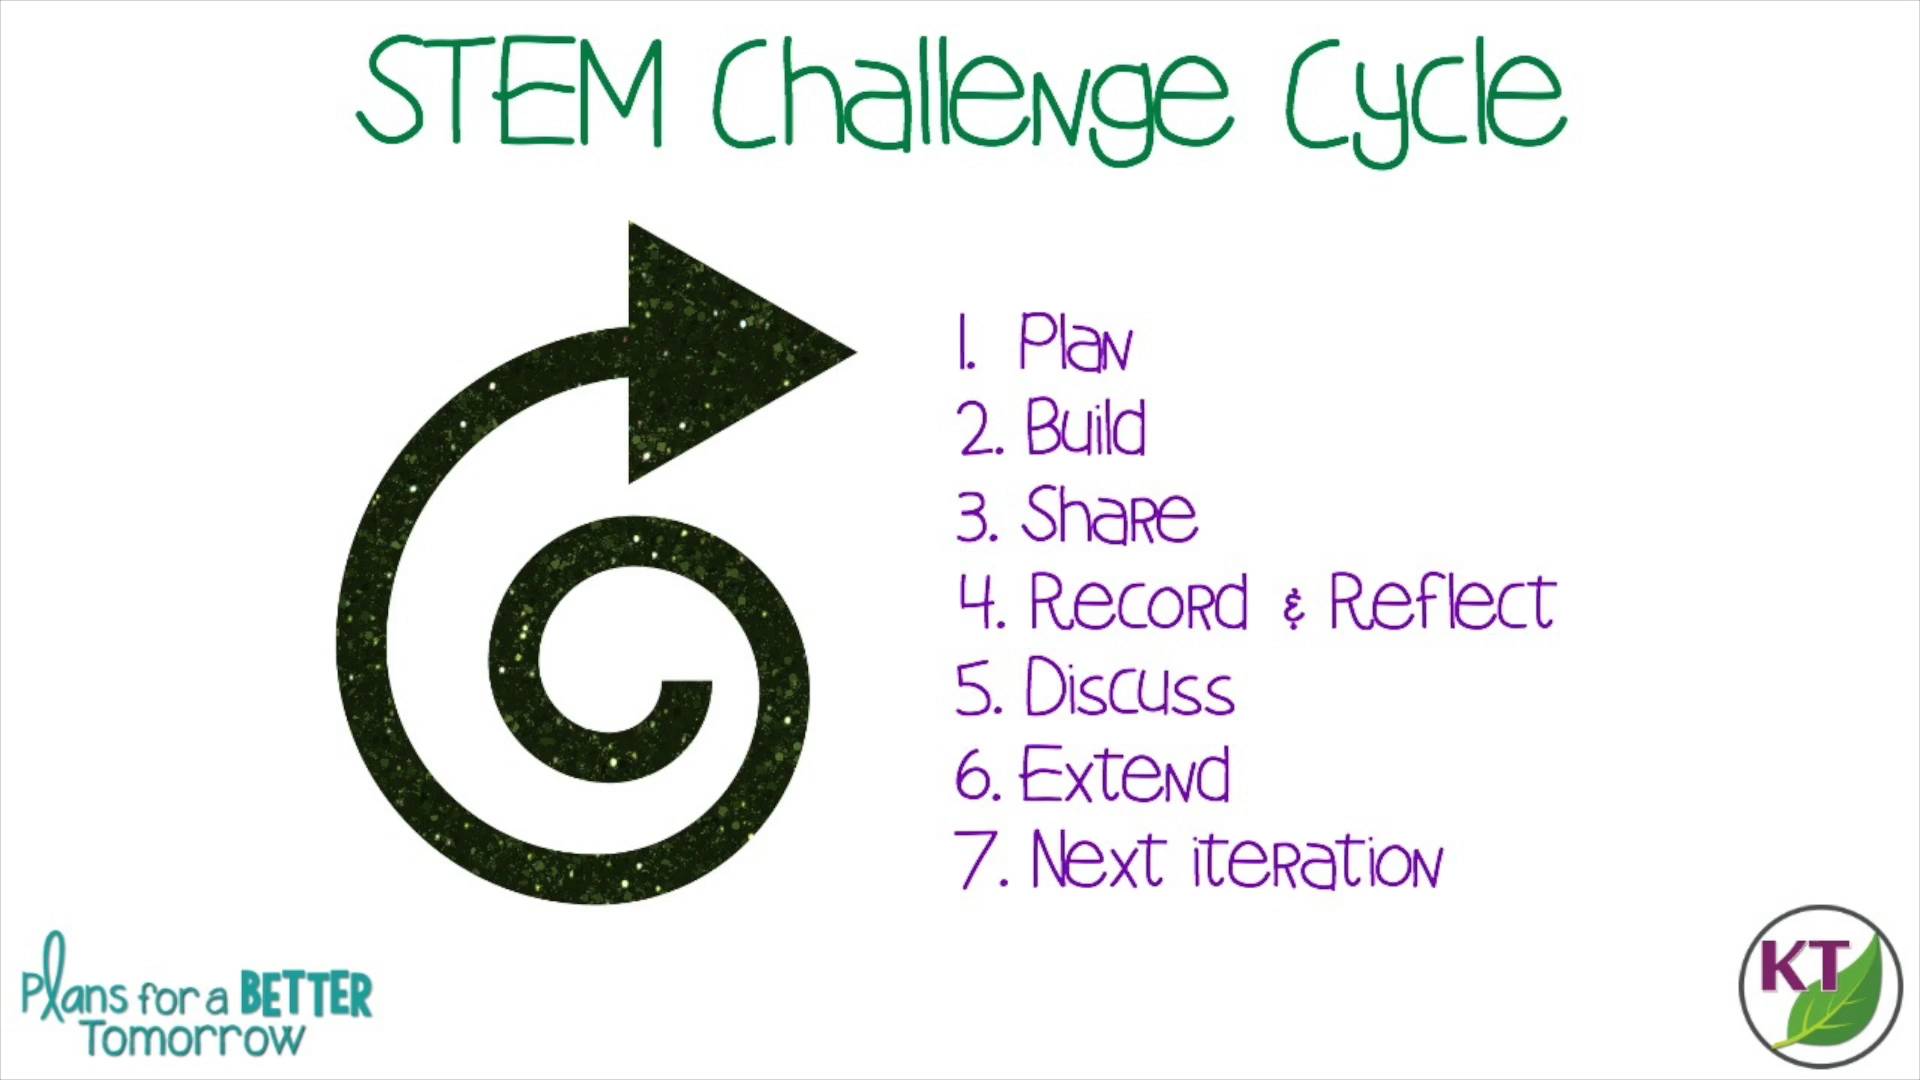 STEM Challenge Cycle
1. Plan
2. Build
3. Share
4. Record & Reflect
5. Discuss
6. Extend
7. Next iteration
Plans for a BETTER
Tomorrow
KT